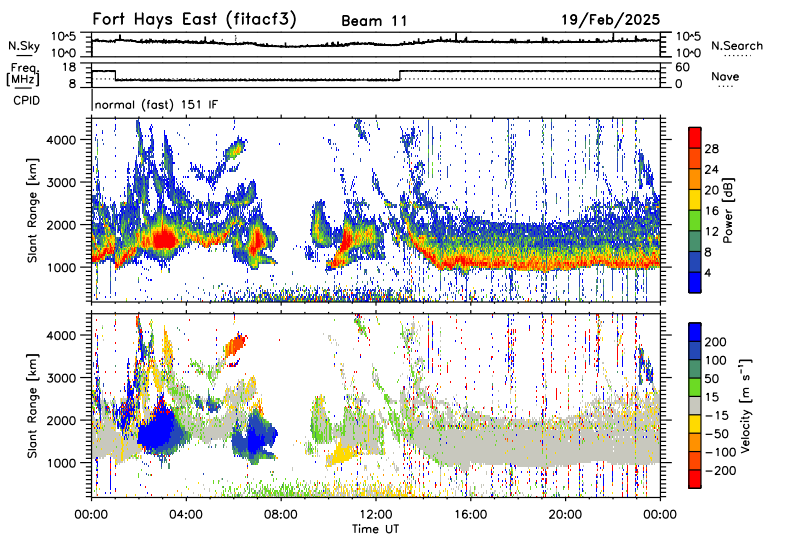 Fort Hays East (fitacf3) Beam 11 19/Feb/2025
N.Sky 10^5 10^0 10^5 10^0 N.Search
Freq. [MHz] 18 8 60 0 Nave
CPID normal (fast) 151 IF
Slant Range [km] 4000 3000 2000 1000
Power [dB] 28 24 20 16 12 8 4
Slant Range [km] 4000 3000 2000 1000
Velocity [m s⁻¹] 200 100 50 15 −15 −50 −100 −200
00:00 04:00 08:00 12:00 16:00 20:00 00:00
Time UT